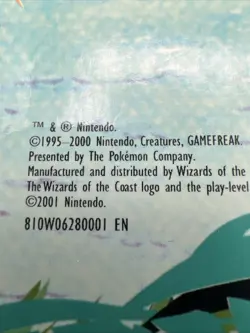 ™ & ® Nintendo.
©1995–2000 Nintendo, Creatures, GAMEFREAK.
Presented by The Pokémon Company.
Manufactured and distributed by Wizards of the
The Wizards of the Coast logo and the play-level
©2001 Nintendo.
810W06280001 EN